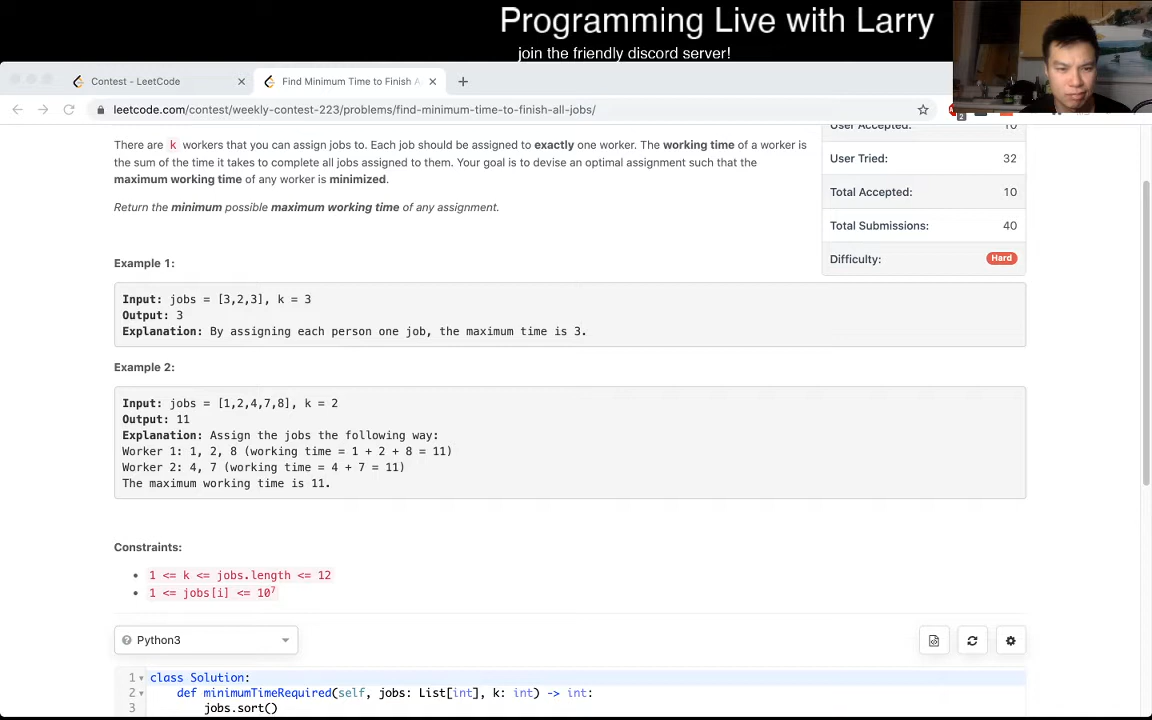 Programming Live with Larry
join the friendly discord server!
Contest - LeetCode
Find Minimum Time to Finish A
leetcode.com/contest/weekly-contest-223/problems/find-minimum-time-to-finish-all-jobs/
2
There are k workers that you can assign jobs to. Each job should be assigned to exactly one worker. The working time of a worker is
the sum of the time it takes to complete all jobs assigned to them. Your goal is to devise an optimal assignment such that the
maximum working time of any worker is minimized.
Return the minimum possible maximum working time of any assignment.
User Accepted: 10
User Tried: 32
Total Accepted: 10
Total Submissions: 40
Difficulty: Hard
Example 1:
Input: jobs = [3,2,3], k = 3
Output: 3
Explanation: By assigning each person one job, the maximum time is 3.
Example 2:
Input: jobs = [1,2,4,7,8], k = 2
Output: 11
Explanation: Assign the jobs the following way:
Worker 1: 1, 2, 8 (working time = 1 + 2 + 8 = 11)
Worker 2: 4, 7 (working time = 4 + 7 = 11)
The maximum working time is 11.
Constraints:
1 <= k <= jobs.length <= 12
1 <= jobs[i] <= 10⁷
Python3
1 class Solution:
2 def minimumTimeRequired(self, jobs: List[int], k: int) -> int:
3 jobs.sort()